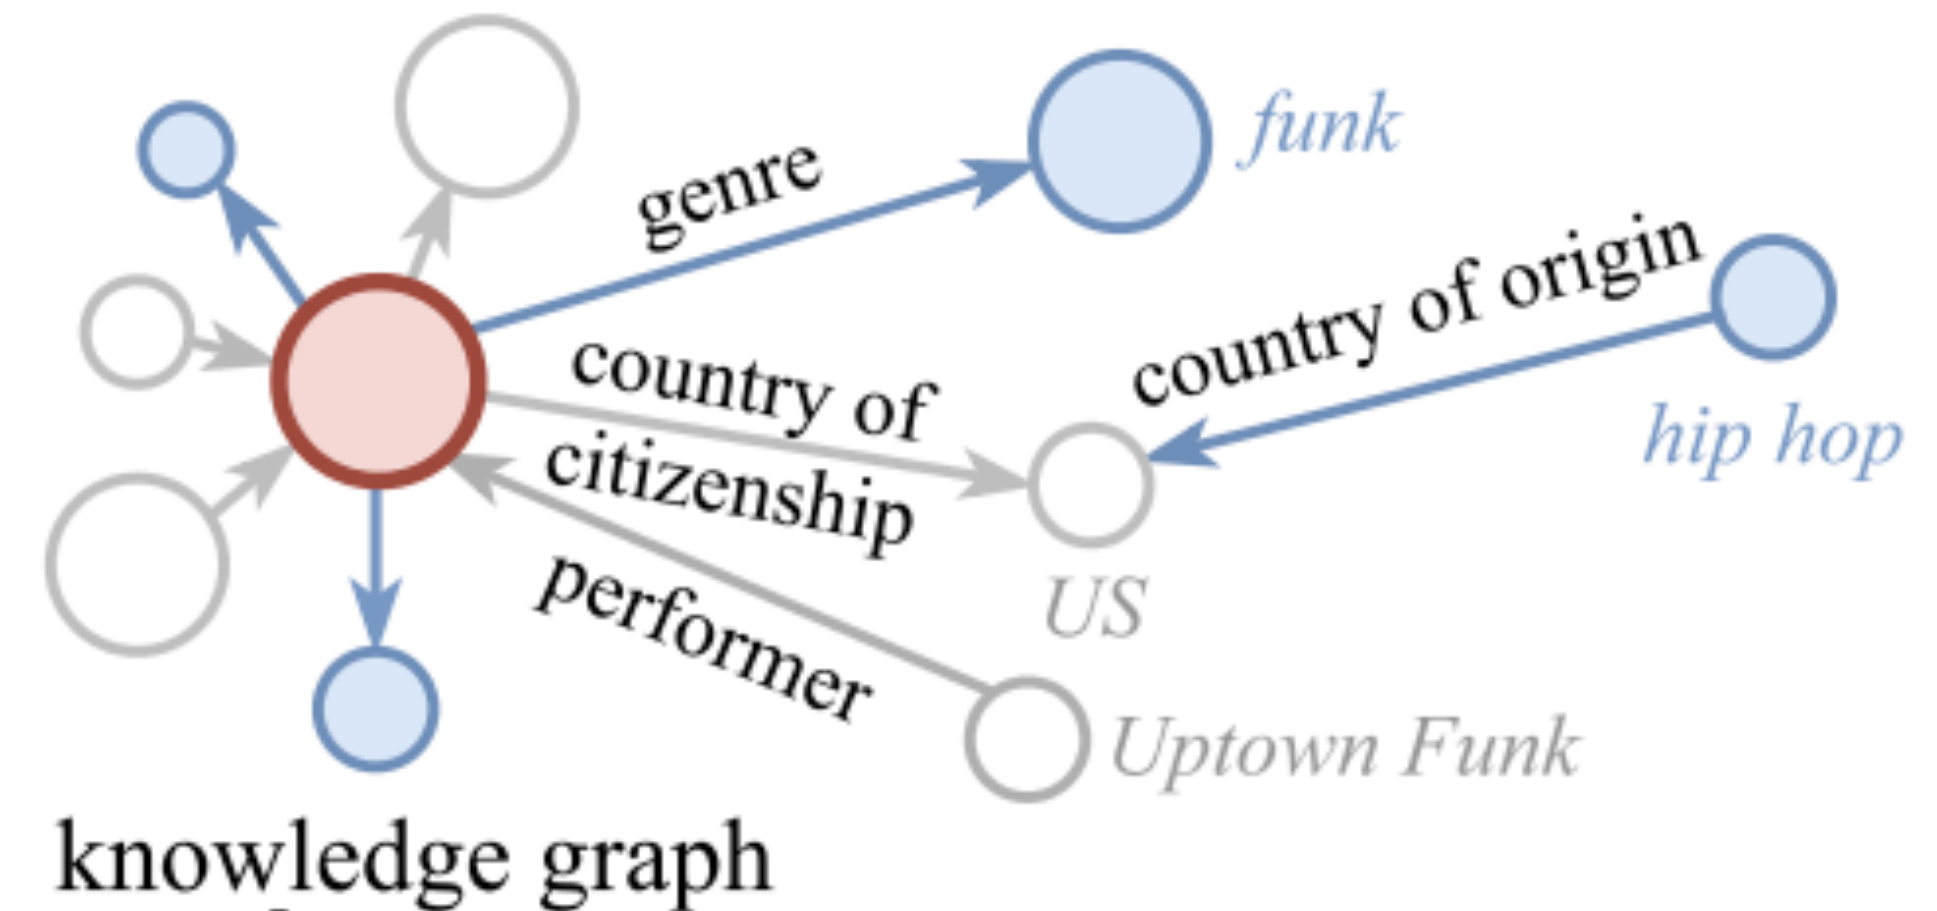 funk
genre
country of origin
country of
citizenship
hip hop
US
performer
Uptown Funk
knowledge graph